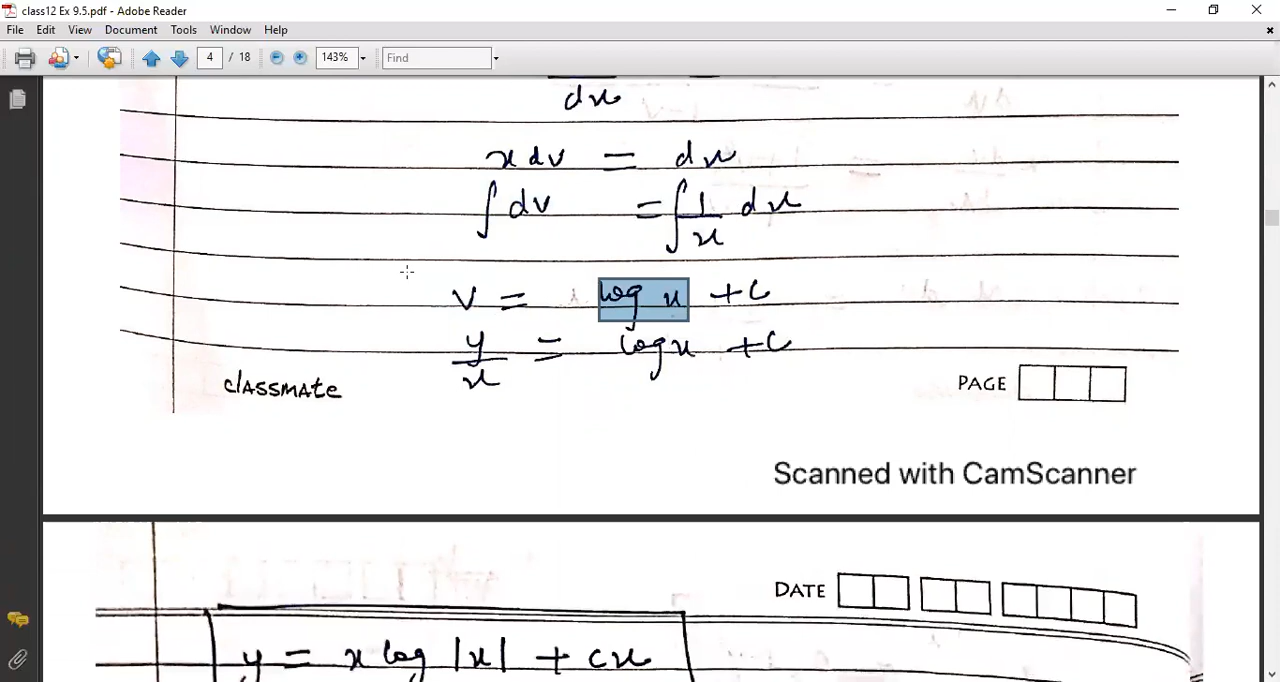 class12 Ex 9.5.pdf - Adobe Reader
File Edit View Document Tools Window Help
4 / 18 143% Find
dx
x dv = dx
∫ dv = ∫ 1/x dx
v = log x + C
y/x = log x + C
classmate
PAGE
Scanned with CamScanner
DATE
y = x log |x| + cx